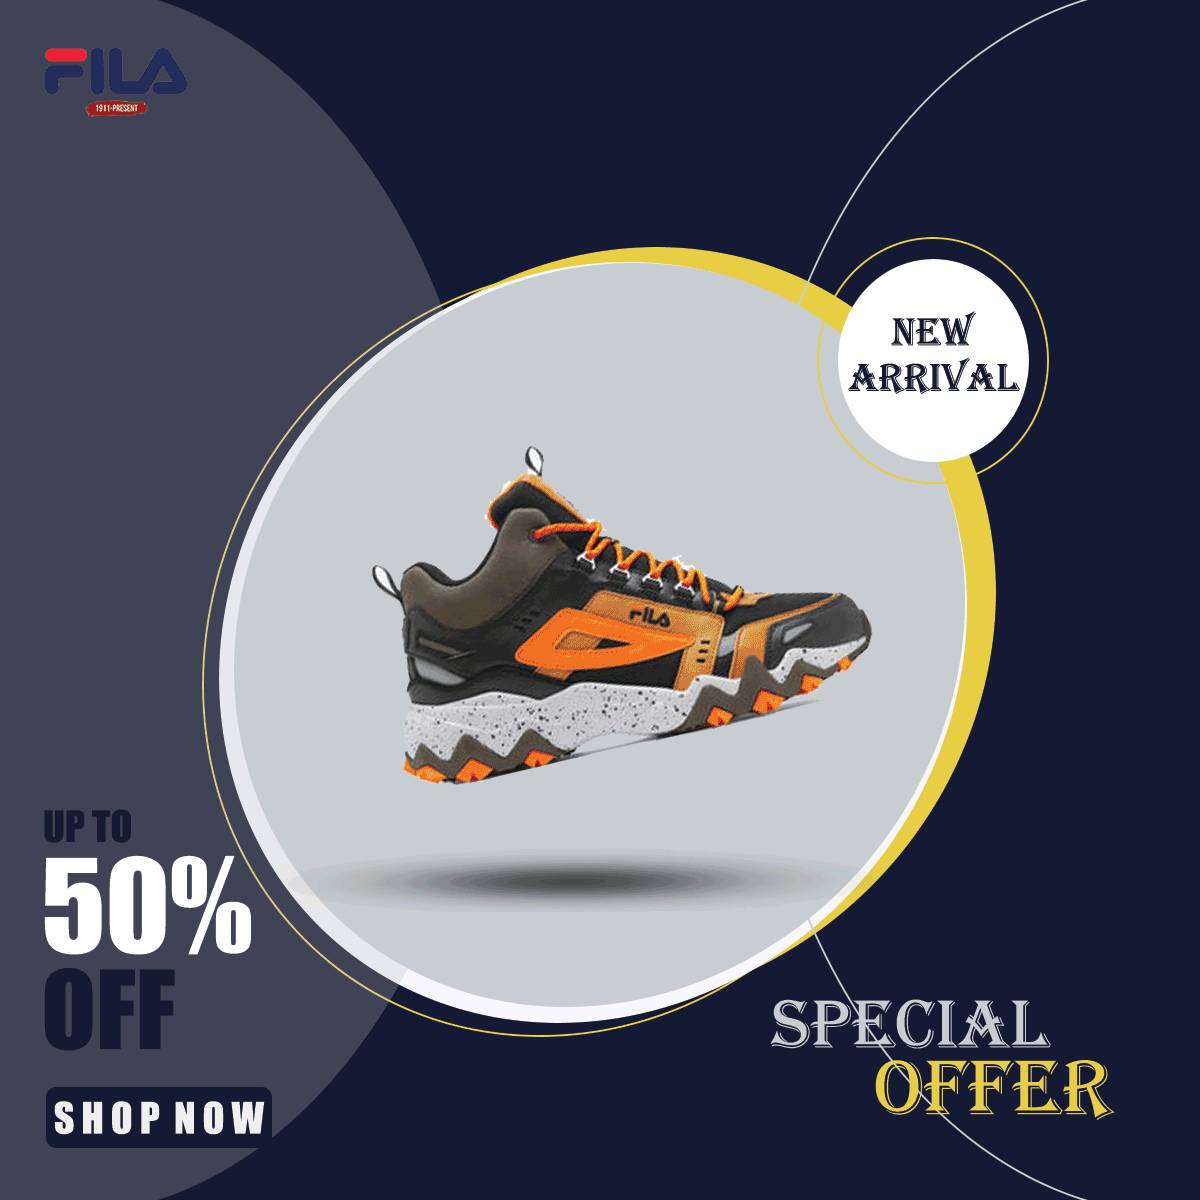 FILA
1911-PRESENT
NEW
ARRIVAL
FILA
UP TO
50%
OFF
SHOP NOW
SPECIAL
OFFER